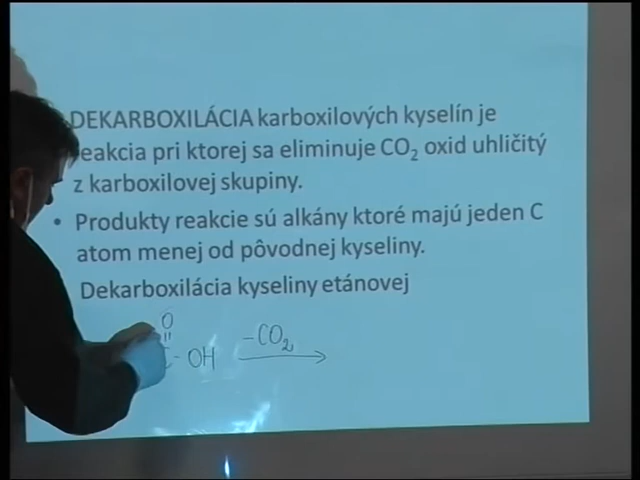 DEKARBOXILÁCIA karboxilových kyselín je
reakcia pri ktorej sa eliminuje CO₂ oxid uhličitý
z karboxilovej skupiny.
• Produkty reakcie sú alkány ktoré majú jeden C
atom menej od pôvodnej kyseliny.
Dekarboxilácia kyseliny etánovej
O
- OH -CO₂